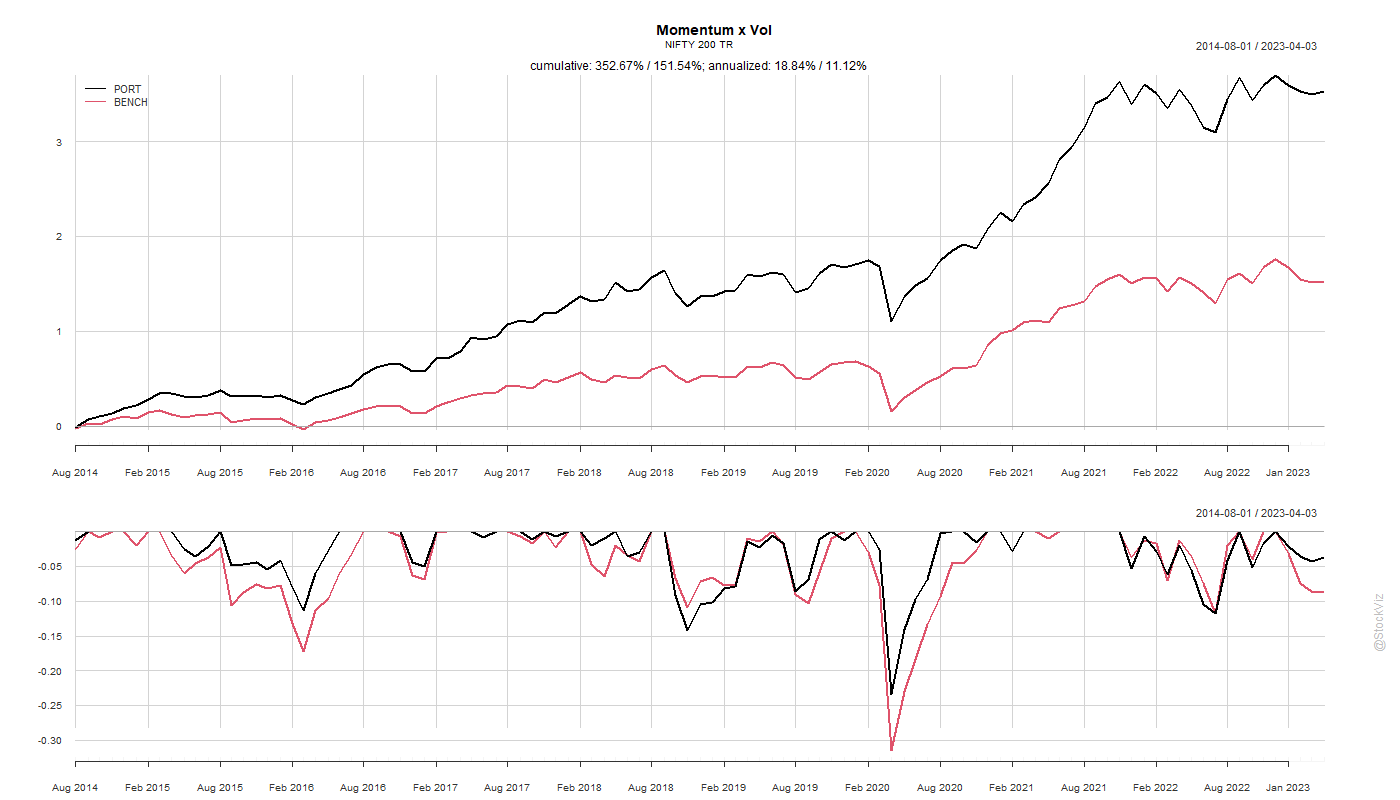 Momentum x Vol
NIFTY 200 TR
2014-08-01 / 2023-04-03
cumulative: 352.67% / 151.54%; annualized: 18.84% / 11.12%
PORT
BENCH
3
2
1
0
Aug 2014 Feb 2015 Aug 2015 Feb 2016 Aug 2016 Feb 2017 Aug 2017 Feb 2018 Aug 2018 Feb 2019 Aug 2019 Feb 2020 Aug 2020 Feb 2021 Aug 2021 Feb 2022 Aug 2022 Jan 2023
2014-08-01 / 2023-04-03
-0.05
-0.10
-0.15
-0.20
-0.25
-0.30
Aug 2014 Feb 2015 Aug 2015 Feb 2016 Aug 2016 Feb 2017 Aug 2017 Feb 2018 Aug 2018 Feb 2019 Aug 2019 Feb 2020 Aug 2020 Feb 2021 Aug 2021 Feb 2022 Aug 2022 Jan 2023
@StockViz